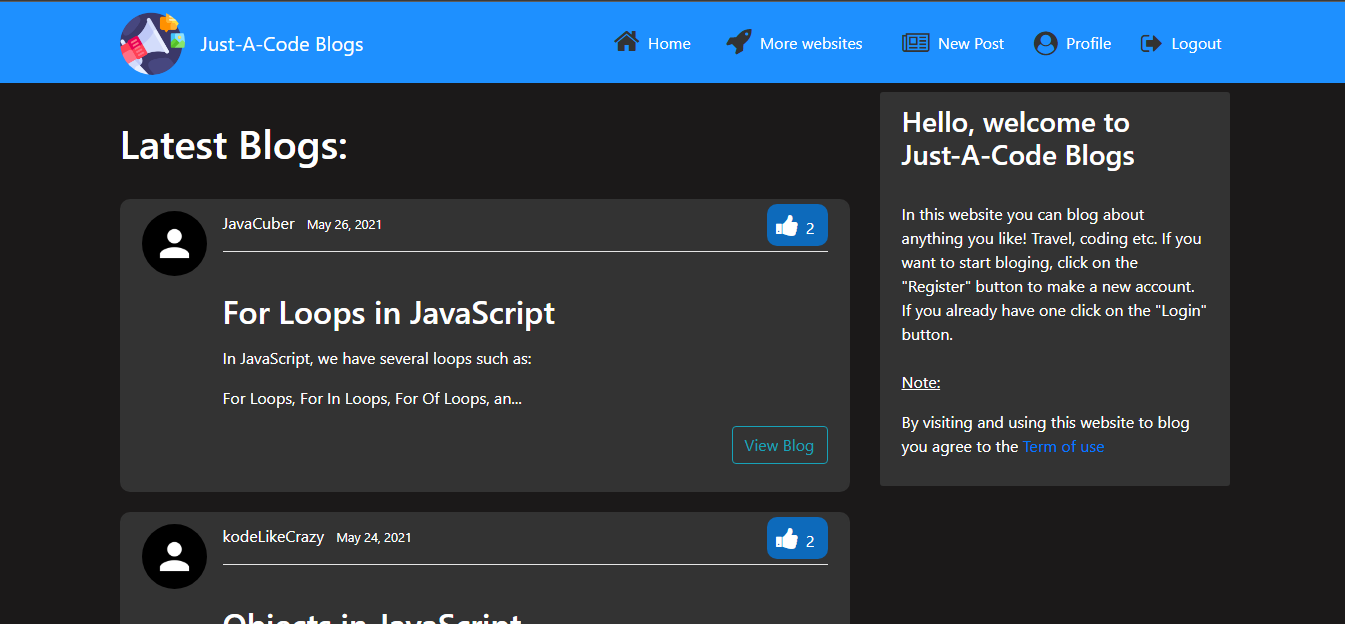 Just-A-Code Blogs
Home
More websites
New Post
Profile
Logout
Latest Blogs:
JavaCuber May 26, 2021
2
For Loops in JavaScript
In JavaScript, we have several loops such as:
For Loops, For In Loops, For Of Loops, an...
View Blog
kodeLikeCrazy May 24, 2021
2
Objects in JavaScript
Hello, welcome to
Just-A-Code Blogs
In this website you can blog about
anything you like! Travel, coding etc. If you
want to start bloging, click on the
"Register" button to make a new account.
If you already have one click on the "Login"
button.
Note:
By visiting and using this website to blog
you agree to the Term of use